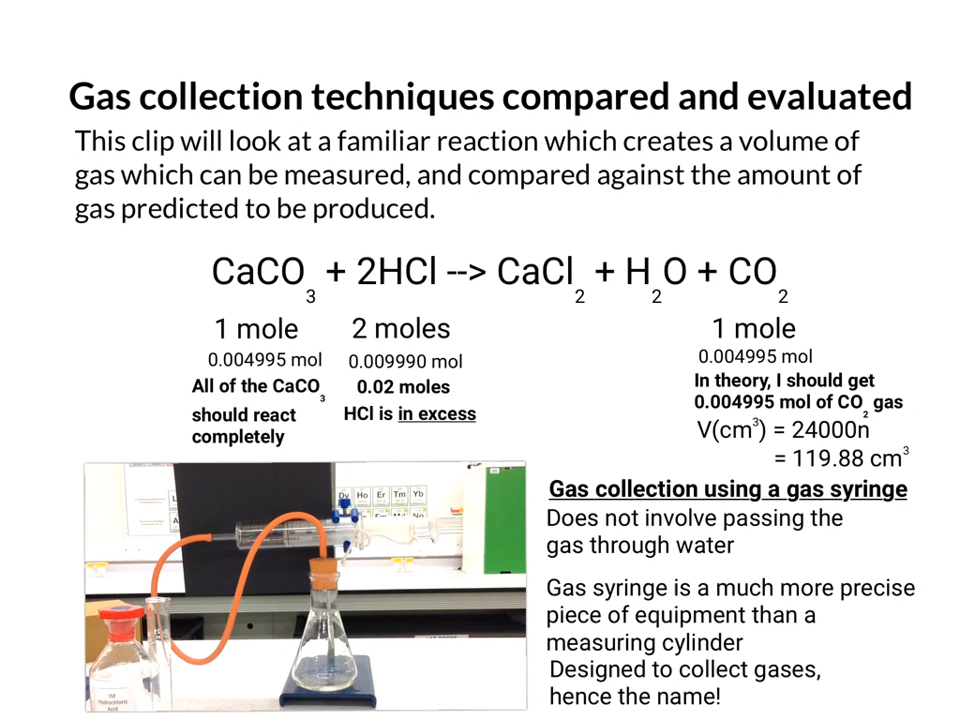 Gas collection techniques compared and evaluated
This clip will look at a familiar reaction which creates a volume of
gas which can be measured, and compared against the amount of
gas predicted to be produced.
CaCO₃ + 2HCl --> CaCl₂ + H₂O + CO₂
1 mole 2 moles 1 mole
0.004995 mol 0.009990 mol 0.004995 mol
All of the CaCO₃
should react
completely
0.02 moles
HCl is in excess
In theory, I should get
0.004995 mol of CO₂ gas
V(cm³) = 24000n
= 119.88 cm³
Gas collection using a gas syringe
Does not involve passing the
gas through water
Gas syringe is a much more precise
piece of equipment than a
measuring cylinder
Designed to collect gases,
hence the name!
Dy Ho Er Tm Yb
1M
Hydrochloric
Acid